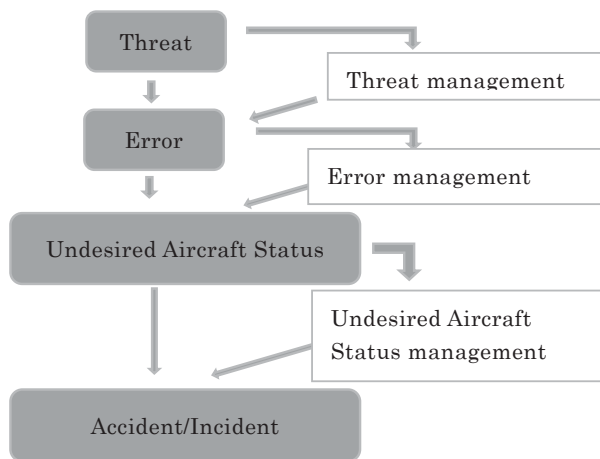 Threat
Threat management
Error
Error management
Undesired Aircraft Status
Undesired Aircraft
Status management
Accident/Incident